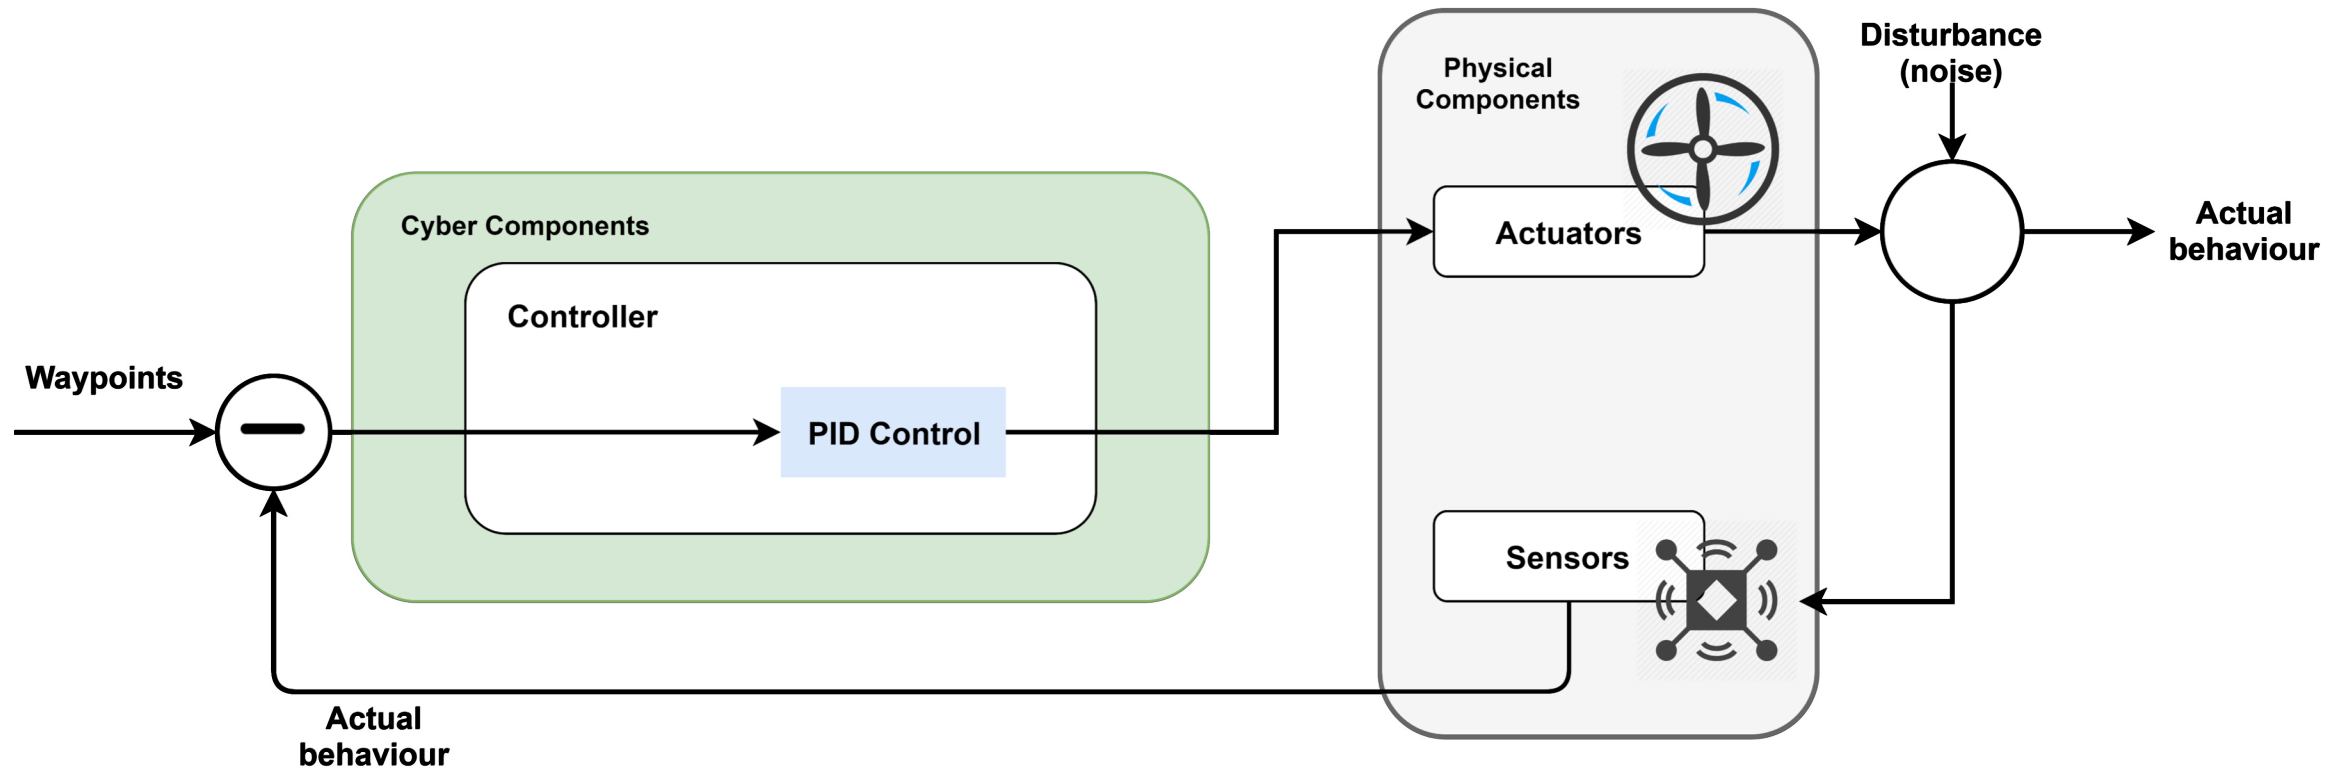 Physical
Components
Disturbance
(noise)
Cyber Components
Actuators
Actual
behaviour
Controller
Waypoints
PID Control
Sensors
Actual
behaviour